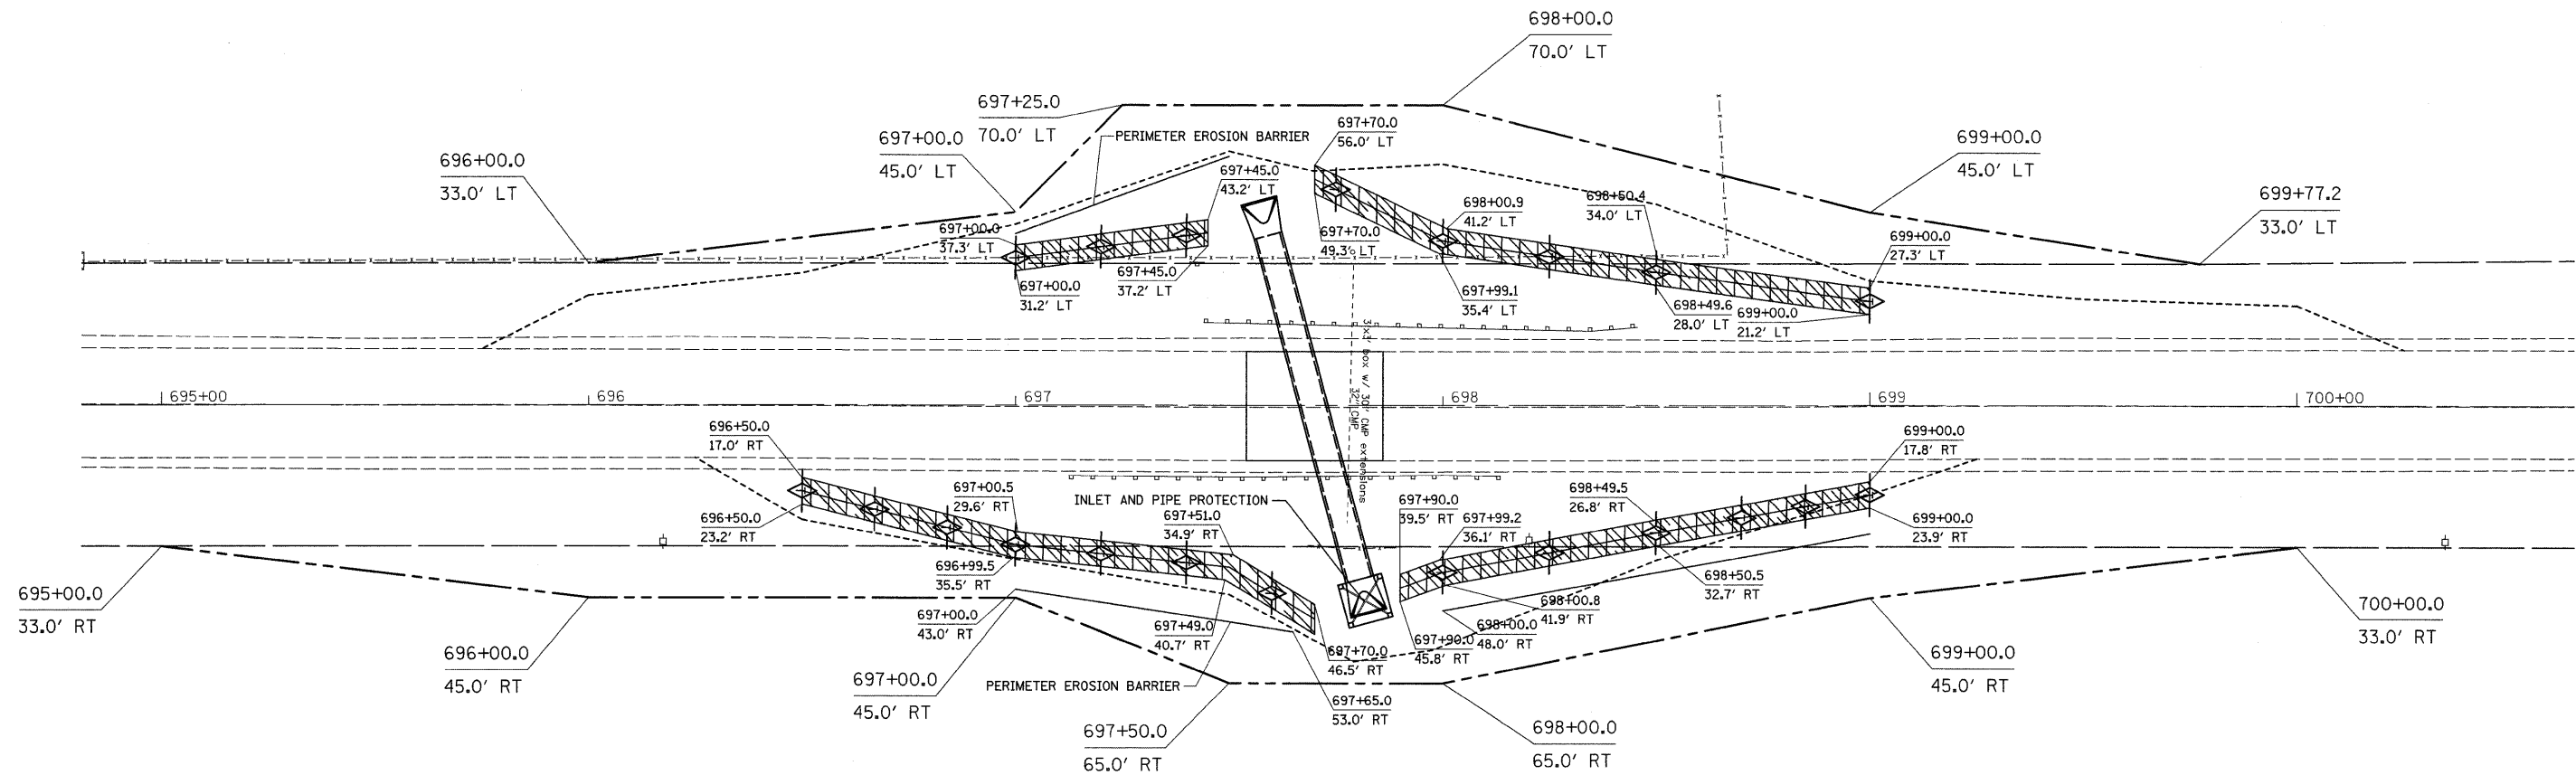 698+00.0
70.0' LT
697+25.0
70.0' LT
697+00.0
45.0' LT
PERIMETER EROSION BARRIER
697+70.0
56.0' LT
699+00.0
45.0' LT
696+00.0
33.0' LT
697+45.0
43.2' LT
698+00.9
41.2' LT
698+50.4
34.0' LT
699+77.2
33.0' LT
697+00.0
37.3' LT
697+70.0
49.3' LT
699+00.0
27.3' LT
697+45.0
37.2' LT
697+00.0
31.2' LT
697+99.1
35.4' LT
698+49.6
28.0' LT
699+00.0
21.2' LT
3'x3' box w/ 30" CMP extensions
32" CMP
695+00
696
697
698
699
700+00
696+50.0
17.0' RT
699+00.0
17.8' RT
697+00.5
29.6' RT
INLET AND PIPE PROTECTION
697+90.0
39.5' RT
698+49.5
26.8' RT
696+50.0
23.2' RT
697+51.0
34.9' RT
697+99.2
36.1' RT
699+00.0
23.9' RT
696+99.5
35.5' RT
698+50.5
32.7' RT
695+00.0
33.0' RT
697+00.0
43.0' RT
697+49.0
40.7' RT
698+00.8
41.9' RT
698+00.0
48.0' RT
700+00.0
33.0' RT
696+00.0
45.0' RT
697+70.0
46.5' RT
697+90.0
45.8' RT
699+00.0
45.0' RT
697+00.0
45.0' RT
PERIMETER EROSION BARRIER
697+65.0
53.0' RT
697+50.0
65.0' RT
698+00.0
65.0' RT